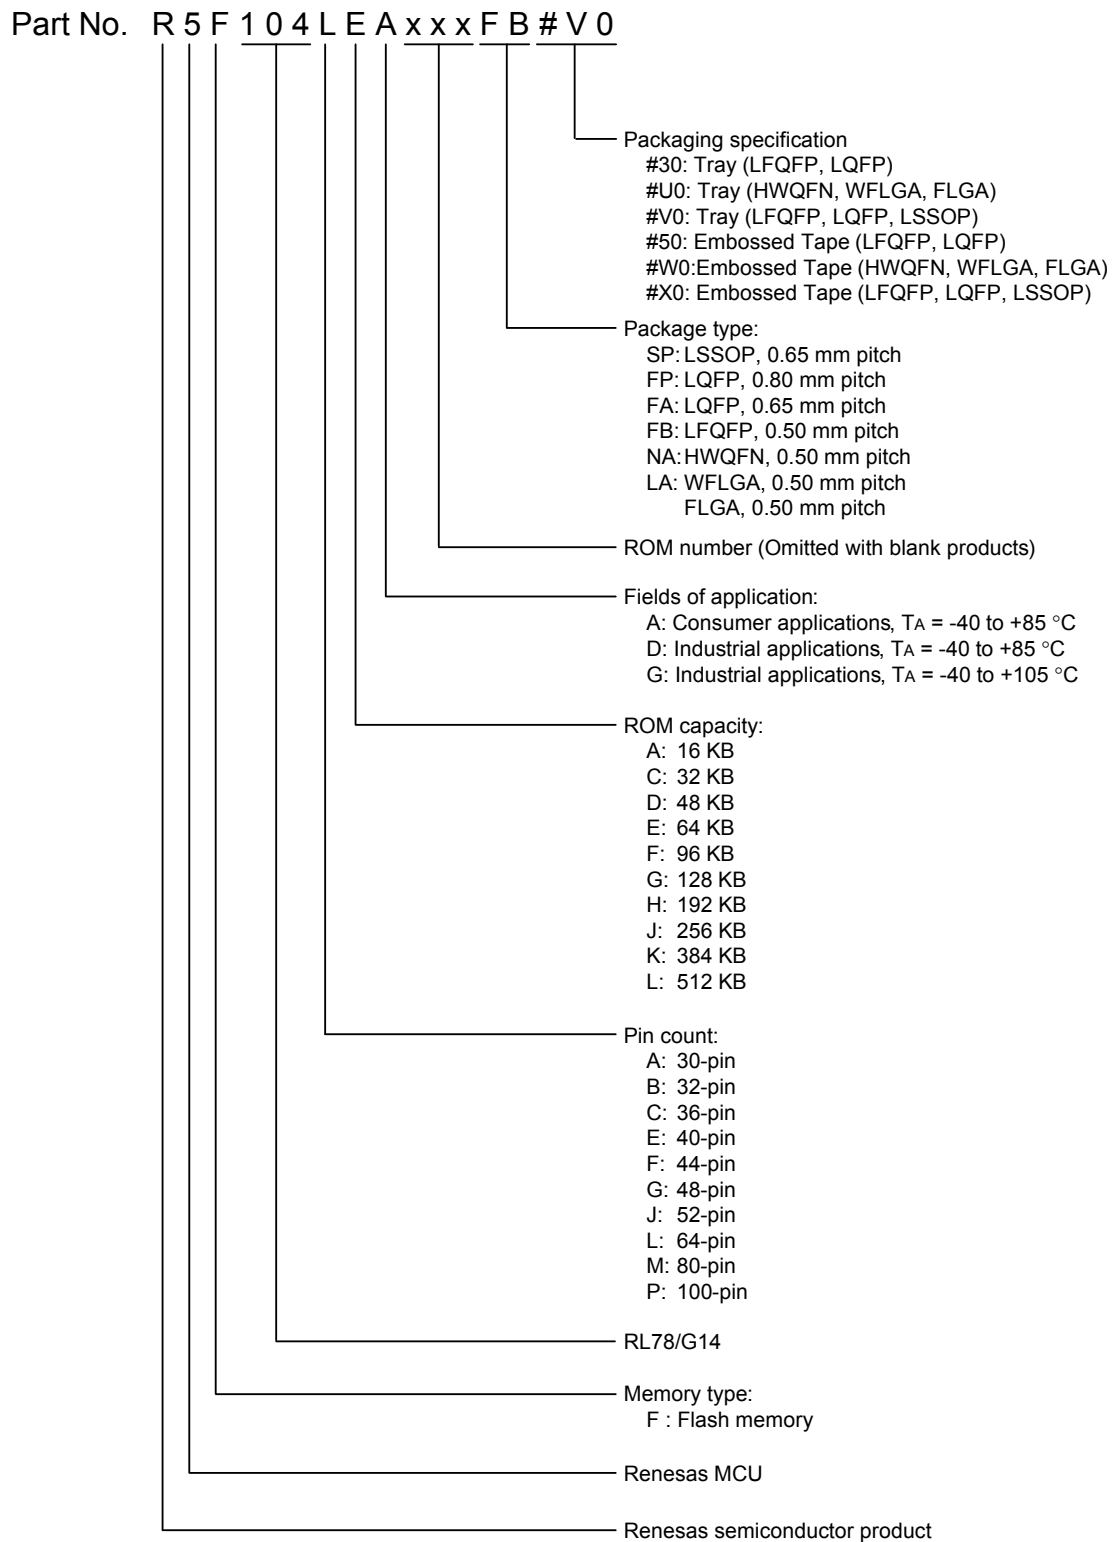 Part No. R 5 F 1 0 4 L E A x x x F B # V 0
Packaging specification
#30: Tray (LFQFP, LQFP)
#U0: Tray (HWQFN, WFLGA, FLGA)
#V0: Tray (LFQFP, LQFP, LSSOP)
#50: Embossed Tape (LFQFP, LQFP)
#W0:Embossed Tape (HWQFN, WFLGA, FLGA)
#X0: Embossed Tape (LFQFP, LQFP, LSSOP)
Package type:
SP: LSSOP, 0.65 mm pitch
FP: LQFP, 0.80 mm pitch
FA: LQFP, 0.65 mm pitch
FB: LFQFP, 0.50 mm pitch
NA: HWQFN, 0.50 mm pitch
LA: WFLGA, 0.50 mm pitch
FLGA, 0.50 mm pitch
ROM number (Omitted with blank products)
Fields of application:
A: Consumer applications, TA = -40 to +85 °C
D: Industrial applications, TA = -40 to +85 °C
G: Industrial applications, TA = -40 to +105 °C
ROM capacity:
A: 16 KB
C: 32 KB
D: 48 KB
E: 64 KB
F: 96 KB
G: 128 KB
H: 192 KB
J: 256 KB
K: 384 KB
L: 512 KB
Pin count:
A: 30-pin
B: 32-pin
C: 36-pin
E: 40-pin
F: 44-pin
G: 48-pin
J: 52-pin
L: 64-pin
M: 80-pin
P: 100-pin
RL78/G14
Memory type:
F : Flash memory
Renesas MCU
Renesas semiconductor product